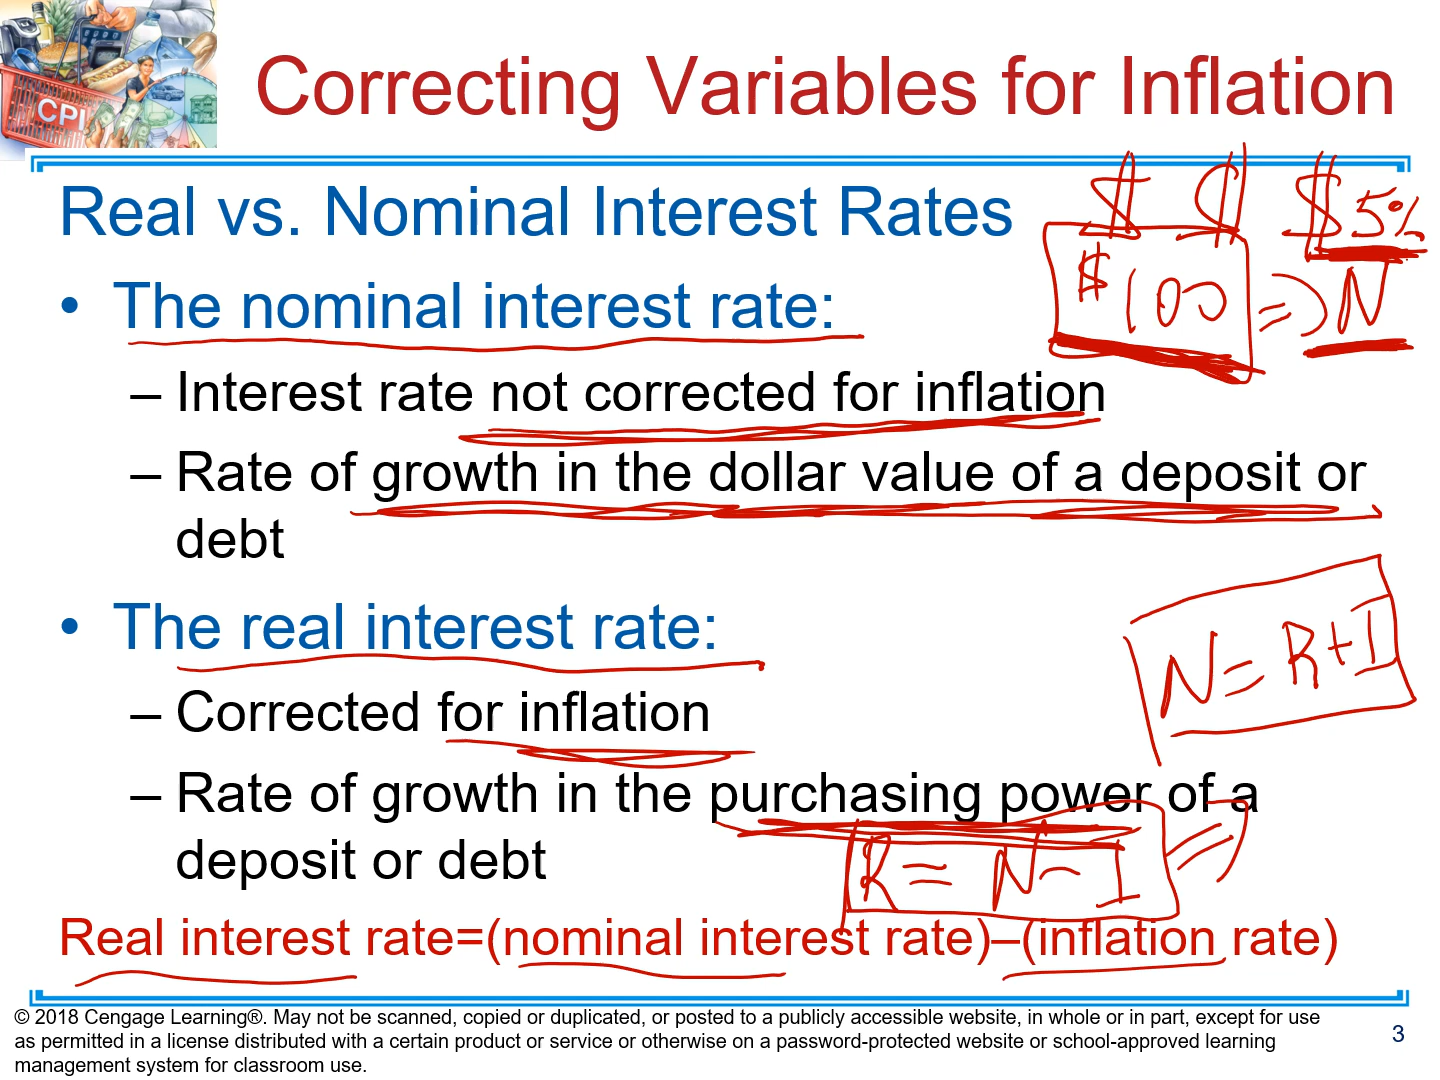 Correcting Variables for Inflation
CPI
$ $ $ 5%
Real vs. Nominal Interest Rates
$100 => N
• The nominal interest rate:
– Interest rate not corrected for inflation
– Rate of growth in the dollar value of a deposit or
debt
• The real interest rate:
N = R + I
– Corrected for inflation
– Rate of growth in the purchasing power of a
deposit or debt
R = N – I =>
Real interest rate=(nominal interest rate)–(inflation rate)
© 2018 Cengage Learning®. May not be scanned, copied or duplicated, or posted to a publicly accessible website, in whole or in part, except for use
as permitted in a license distributed with a certain product or service or otherwise on a password-protected website or school-approved learning
management system for classroom use.
3